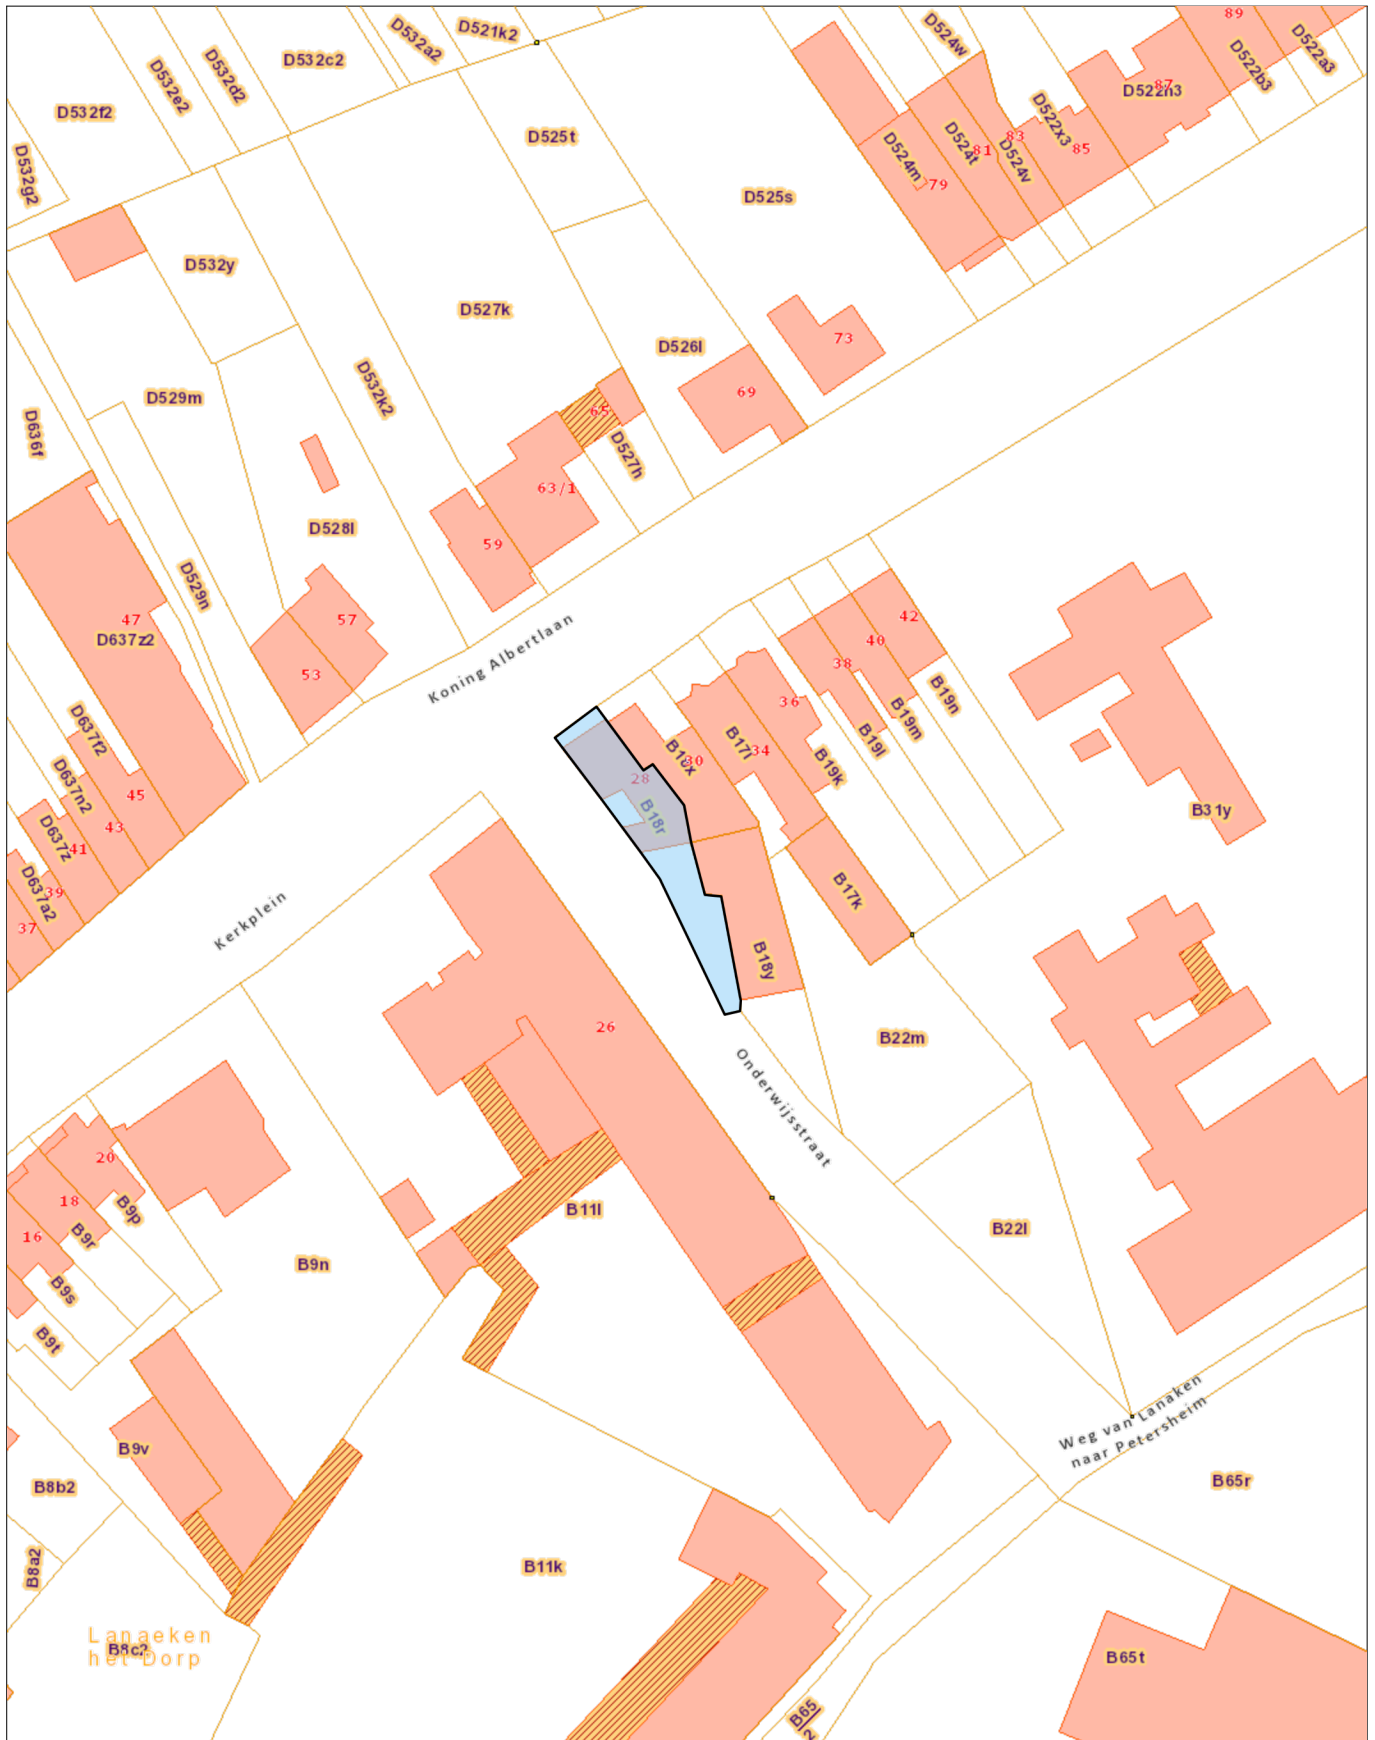 89
D521k2
D532a2
D524w
D522a3
D522b3
D532c2
D532d2
D532e2
D532f2
87
D522x3
D525t
83
D524t
81
85
D524v
D524m
79
D532g2
D525s
D532y
D527k
73
D526l
69
D532k2
D529m
65
D636f
D527h
63/1
D528l
59
D529n
47
D637z2
57
53
Koning Albertlaan
42
40
38
B19n
B19m
B19l
36
34
B17l
B19k
30
28
B18r
B31y
D637f2
D637n2
45
43
D637z
41
D637a2
39
37
Kerkplein
B17k
B18y
26
B22m
Onderwijsstraat
20
18
16
B9p
B9r
B9s
B9t
B11l
B22l
B9n
Weg van Lanaken
naar Petersheim
B9v
B8b2
B65r
B8a2
B11k
Lanaeken
het Dorp
B8c2
B65t
B65
2